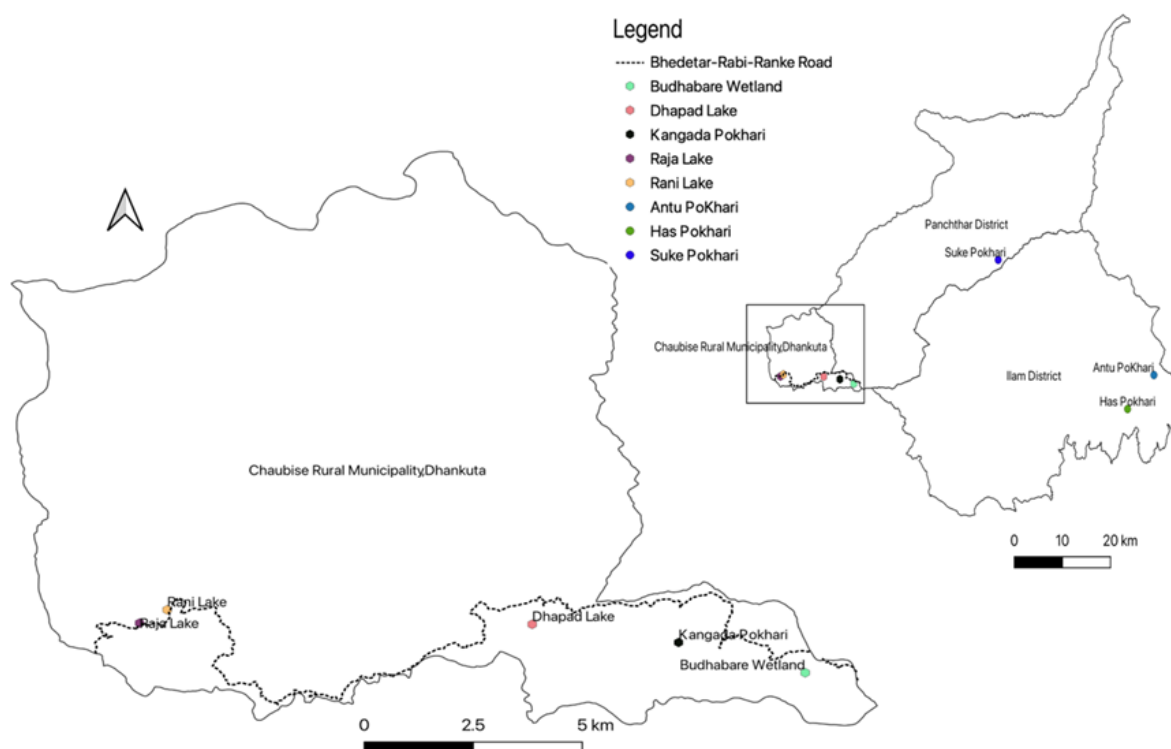 Legend
Bhedetar-Rabi-Ranke Road
Budhabare Wetland
Dhapad Lake
Kangada Pokhari
Raja Lake
Rani Lake
Antu PoKhari
Has Pokhari
Suke Pokhari
Panchthar District
Suke Pokhari
Chaubise Rural Municipality,Dhankuta
Ilam District
Antu PoKhari
Has Pokhari
0 10 20 km
Chaubise Rural Municipality,Dhankuta
Rani Lake
Raja Lake
Dhapad Lake
Kangada Pokhari
Budhabare Wetland
0 2.5 5 km